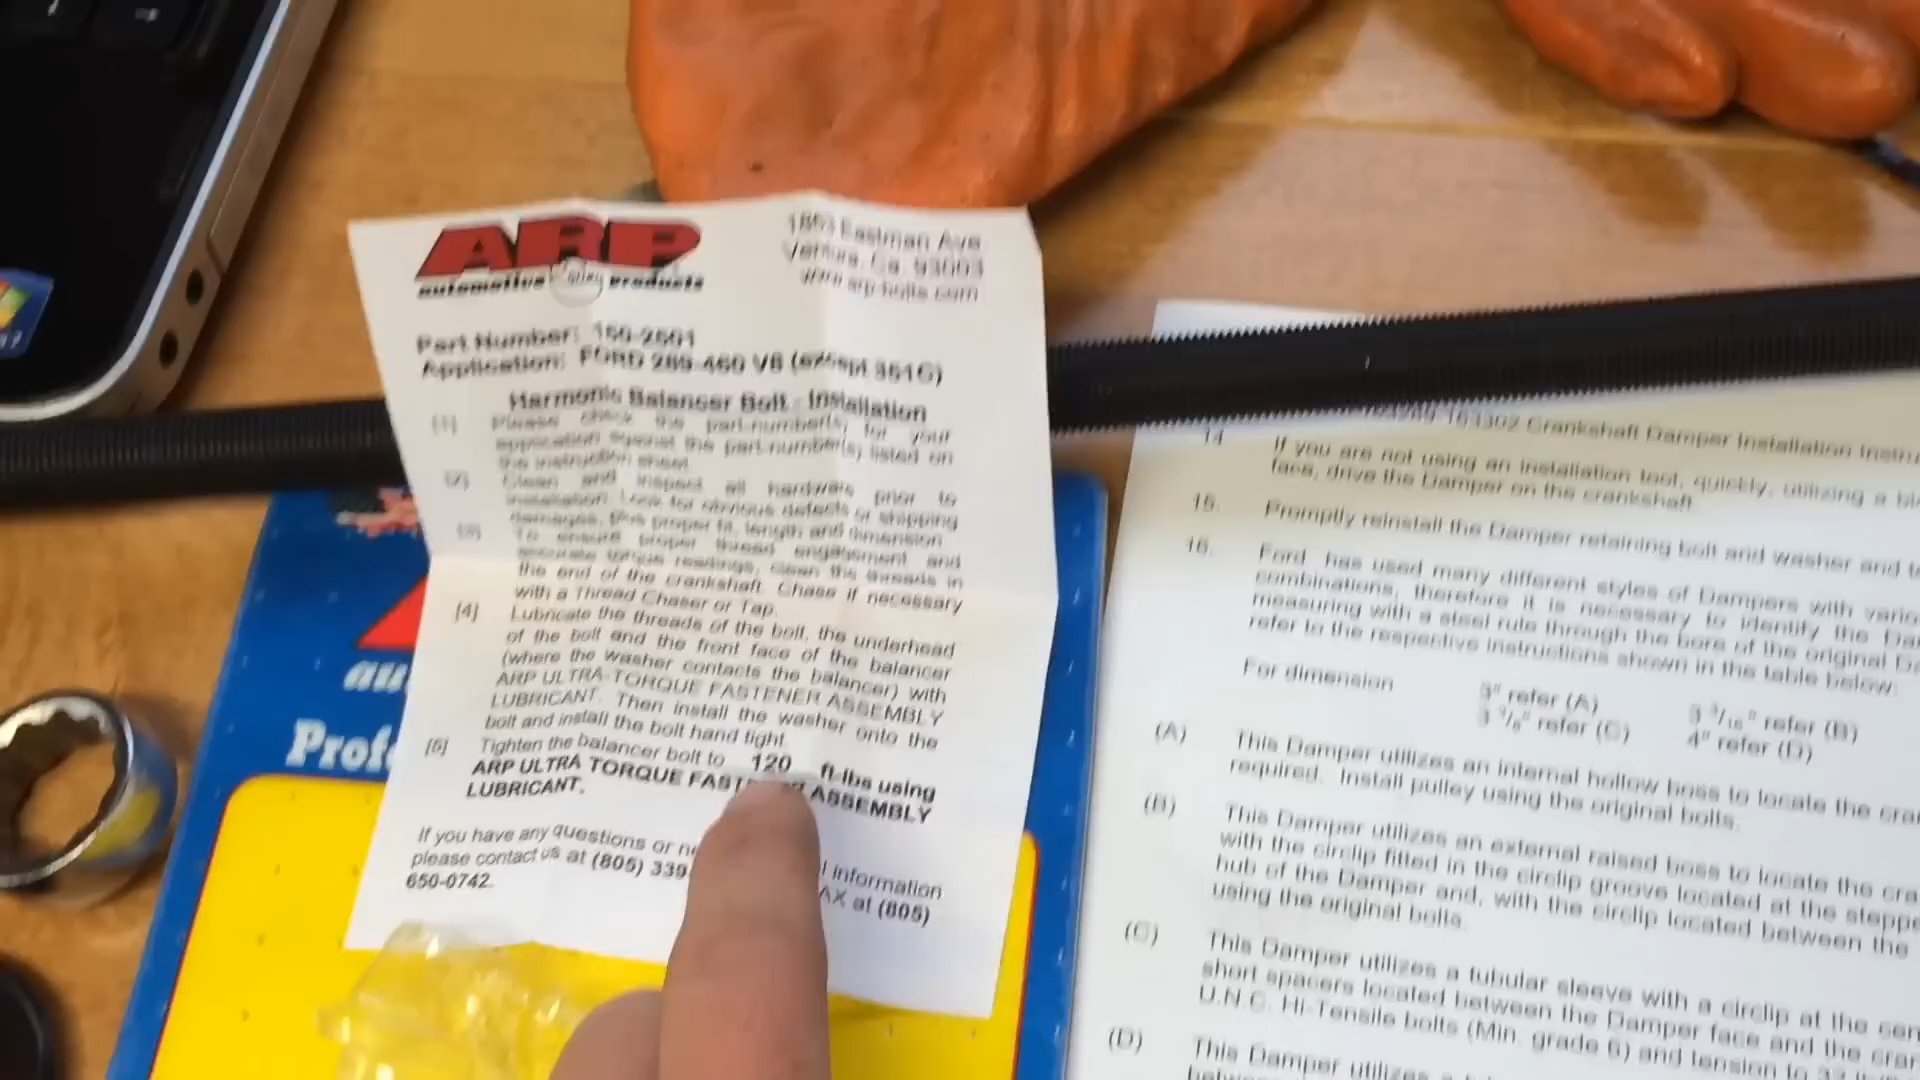 ARP
automotive racing products
1863 Eastman Ave
Ventura, Ca. 93003
www.arp-bolts.com
Part Number: 150-2501
Application: FORD 289-460 V8 (except 351C)
Harmonic Balancer Bolt - Installation
(1) Please check the part-number(s) for your
application against the part-number(s) listed on
the instruction sheet.
(2) Clean and inspect all hardware prior to
installation. Look for obvious defects or shipping
damages, plus proper fit, length and dimension.
(3) To ensure proper thread engagement and
accurate torque readings, clean the threads in
the end of the crankshaft. Chase if necessary
with a Thread Chaser or Tap.
[4] Lubricate the threads of the bolt, the underhead
of the bolt and the front face of the balancer
(where the washer contacts the balancer) with
ARP ULTRA-TORQUE FASTENER ASSEMBLY
LUBRICANT. Then install the washer onto the
bolt and install the bolt hand tight.
[5] Tighten the balancer bolt to 120 ft-lbs using
ARP ULTRA TORQUE ASSEMBLY
LUBRICANT.
If you have any questions or information
please contact us at (805) 339 at (805)
650-0742.
Prof
163302 Crankshaft Damper Installation
14 If you are not using an installation tool, quickly, utilizing a
face, drive the Damper on the crankshaft.
15. Promptly reinstall the Damper retaining bolt and washer and
16. Ford has used many different styles of Dampers with
combinations, therefore it is necessary to identify the
measuring with a steel rule through the bore of the original
refer to the respective instructions shown in the table below:
For dimension 3" refer (A) 3 3/16" refer (B)
refer (C) 4" refer (D)
(A) This Damper utilizes an internal hollow boss to locate the
required. Install pulley using the original bolts.
(B) This Damper utilizes an external raised boss to locate the
with the circlip fitted in the circlip groove located at the
hub of the Damper and, with the circlip located between the
using the original bolts.
(C) This Damper utilizes a tubular sleeve with a circlip at the
short spacers located between the Damper face and the
U.N.C. Hi-Tensile bolts (Min. grade 6) and tension to
(D) This Damper utilizes